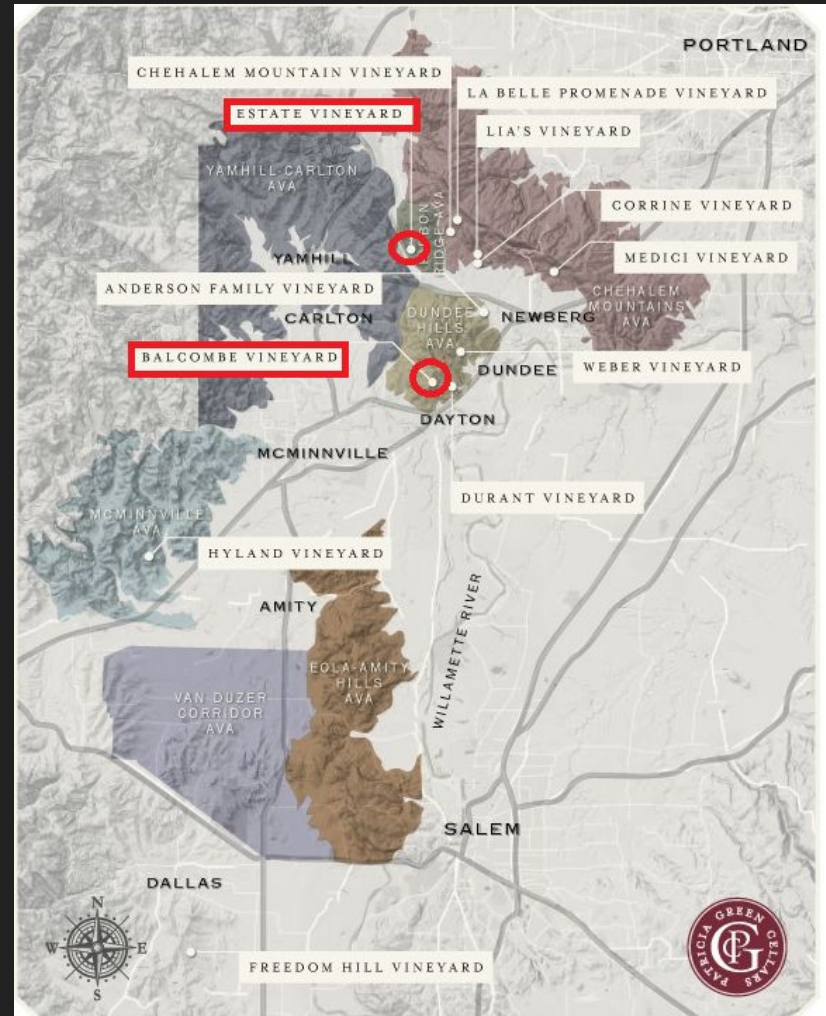 PORTLAND
CHEHALEM MOUNTAIN VINEYARD
LA BELLE PROMENADE VINEYARD
ESTATE VINEYARD
LIA'S VINEYARD
YAMHILL-CARLTON
AVA
CORRINE VINEYARD
RIDGE AVA
YAMHILL
MEDICI VINEYARD
ANDERSON FAMILY VINEYARD
CHEHALEM
MOUNTAINS
AVA
CARLTON
DUNDEE
HILLS
AVA
NEWBERG
BALCOMBE VINEYARD
DUNDEE
WEBER VINEYARD
DAYTON
MCMINNVILLE
DURANT VINEYARD
MCMINNVILLE
AVA
HYLAND VINEYARD
AMITY
WILLAMETTE RIVER
EOLA-AMITY
HILLS
AVA
VAN DUZER
CORRIDOR
AVA
SALEM
DALLAS
N
W
E
S
FREEDOM HILL VINEYARD
PATRICIA GREEN CELLARS
GPC